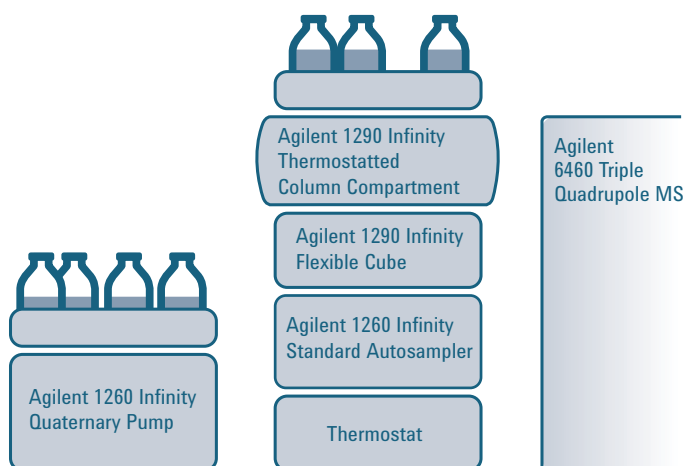 Agilent 1290 Infinity
Thermostatted
Column Compartment
Agilent 1290 Infinity
Flexible Cube
Agilent 1260 Infinity
Standard Autosampler
Thermostat
Agilent 1260 Infinity
Quaternary Pump
Agilent
6460 Triple
Quadrupole MS